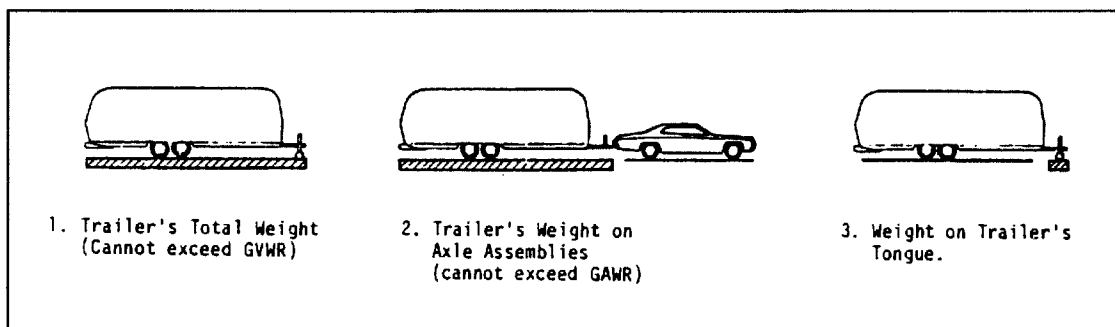 1. Trailer's Total Weight
(Cannot exceed GVWR)
2. Trailer's Weight on
Axle Assemblies
(cannot exceed GAWR)
3. Weight on Trailer's
Tongue.